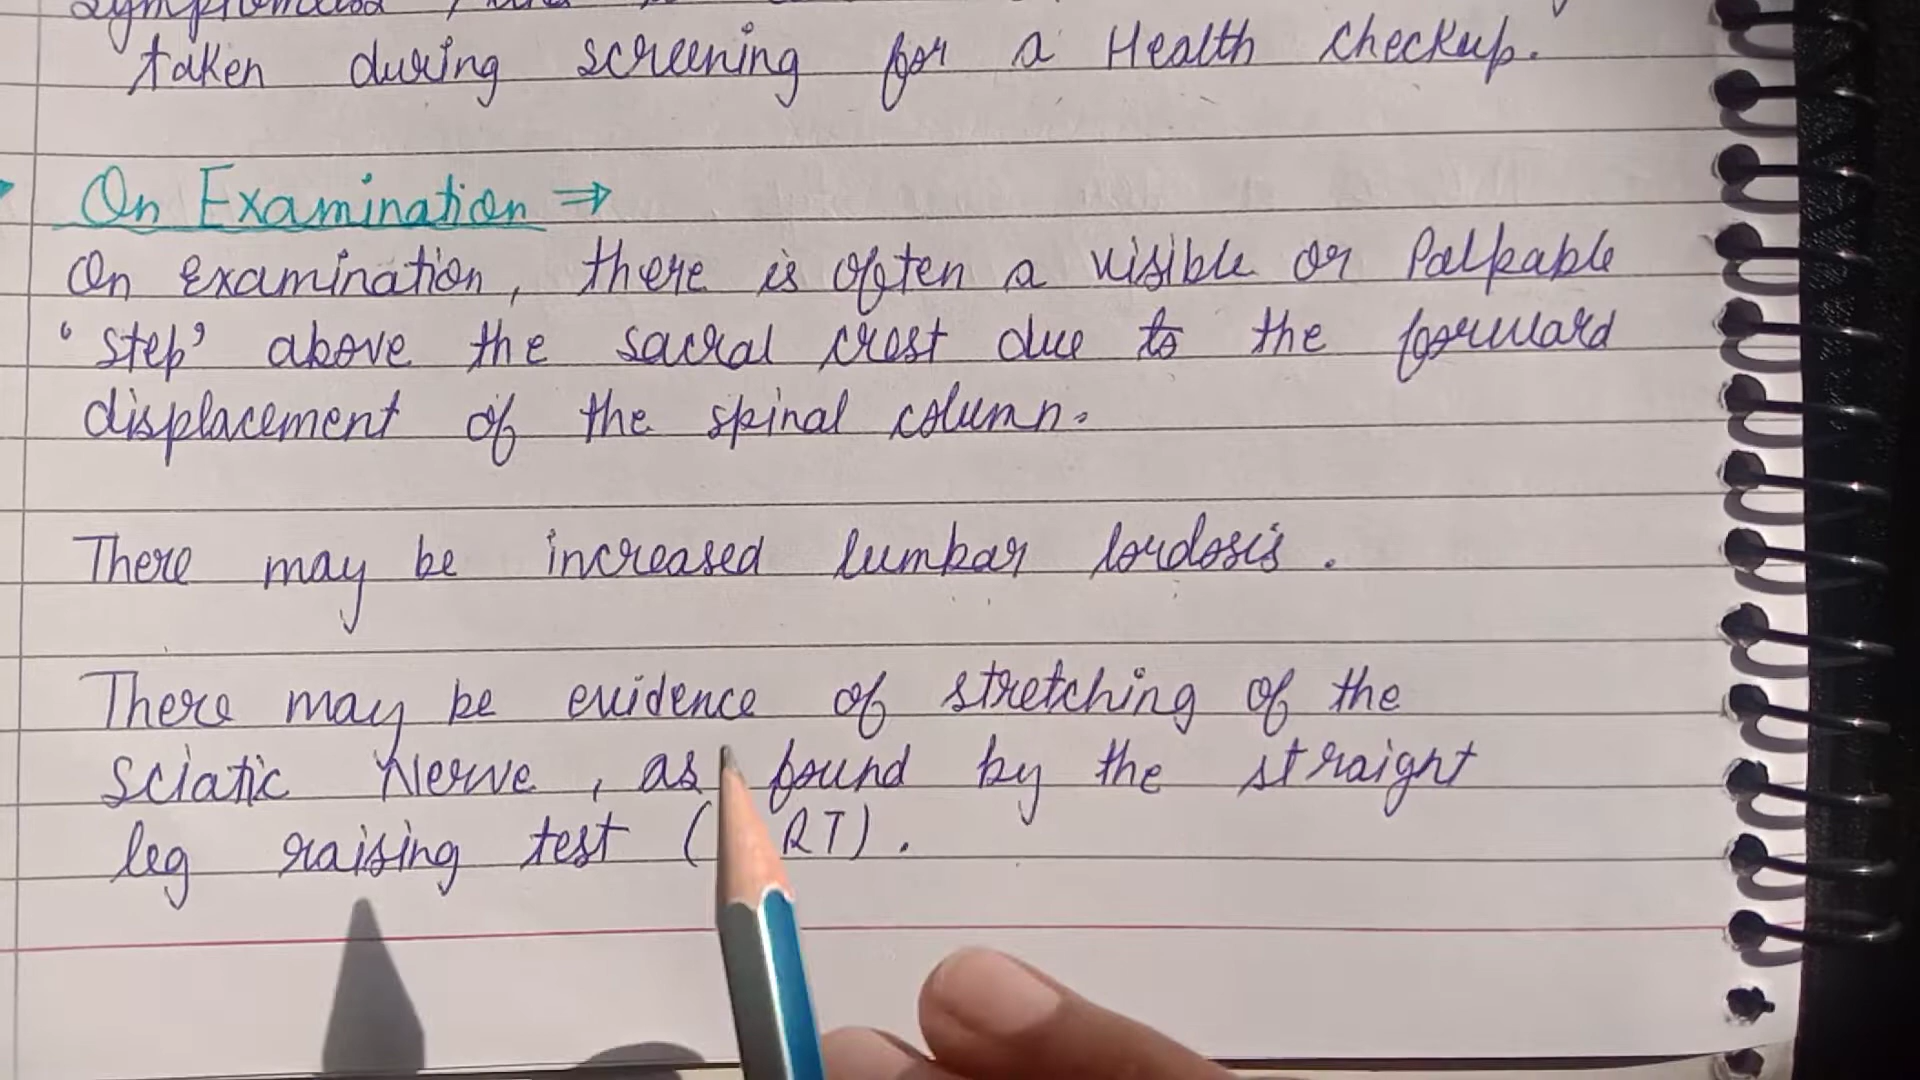 taken during screening for a Health checkup.
On Examination ⇒
On examination, there is often a visible or Palpable
'step' above the sacral crest due to the forward
displacement of the spinal column.
There may be increased lumbar lordosis.
There may be evidence of stretching of the
sciatic Nerve, as found by the straight
leg raising test ( RT).